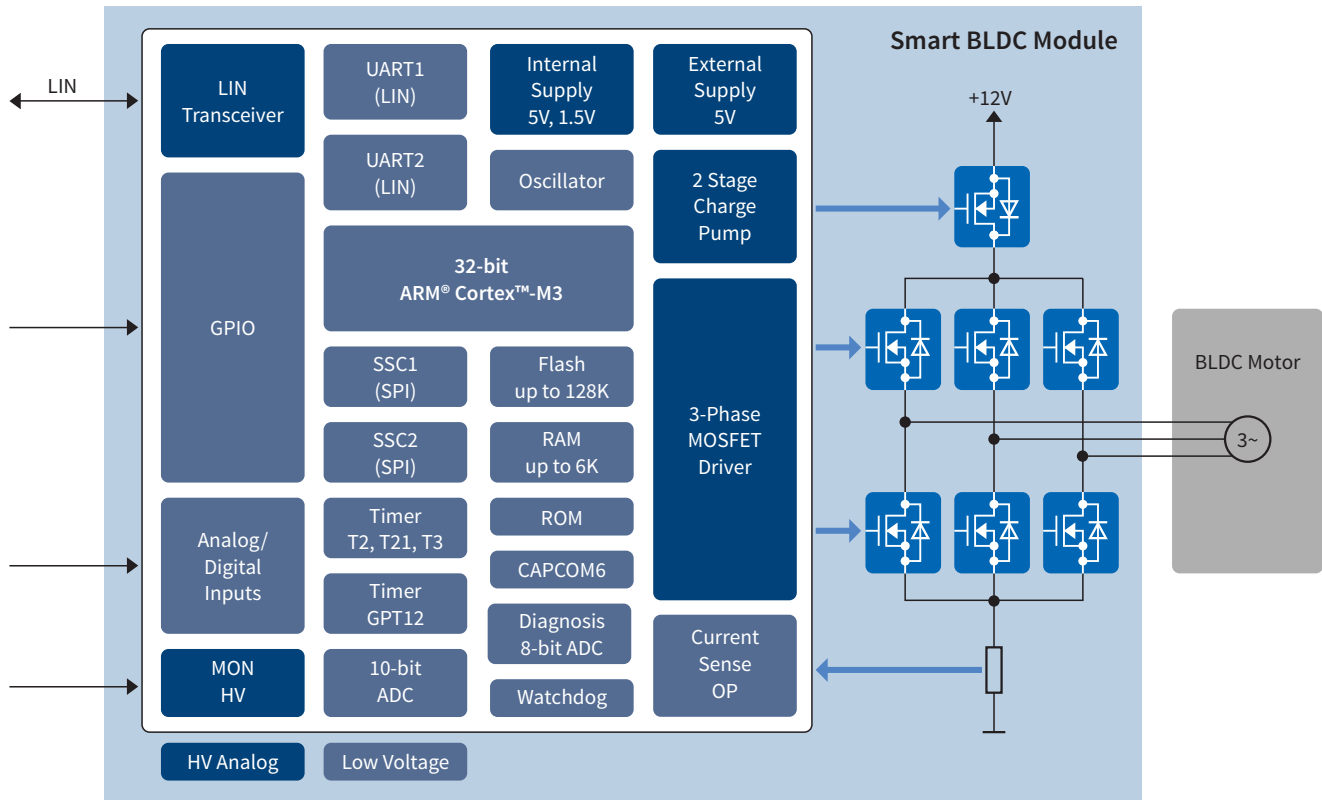 Smart BLDC Module
LIN
LIN
Transceiver
UART1
(LIN)
Internal
Supply
5V, 1.5V
External
Supply
5V
+12V
UART2
(LIN)
Oscillator
2 Stage
Charge
Pump
32-bit
ARM® Cortex™-M3
GPIO
SSC1
(SPI)
Flash
up to 128K
3-Phase
MOSFET
Driver
BLDC Motor
3~
SSC2
(SPI)
RAM
up to 6K
Analog/
Digital
Inputs
Timer
T2, T21, T3
ROM
CAPCOM6
Timer
GPT12
Diagnosis
8-bit ADC
Current
Sense
OP
MON
HV
10-bit
ADC
Watchdog
HV Analog
Low Voltage